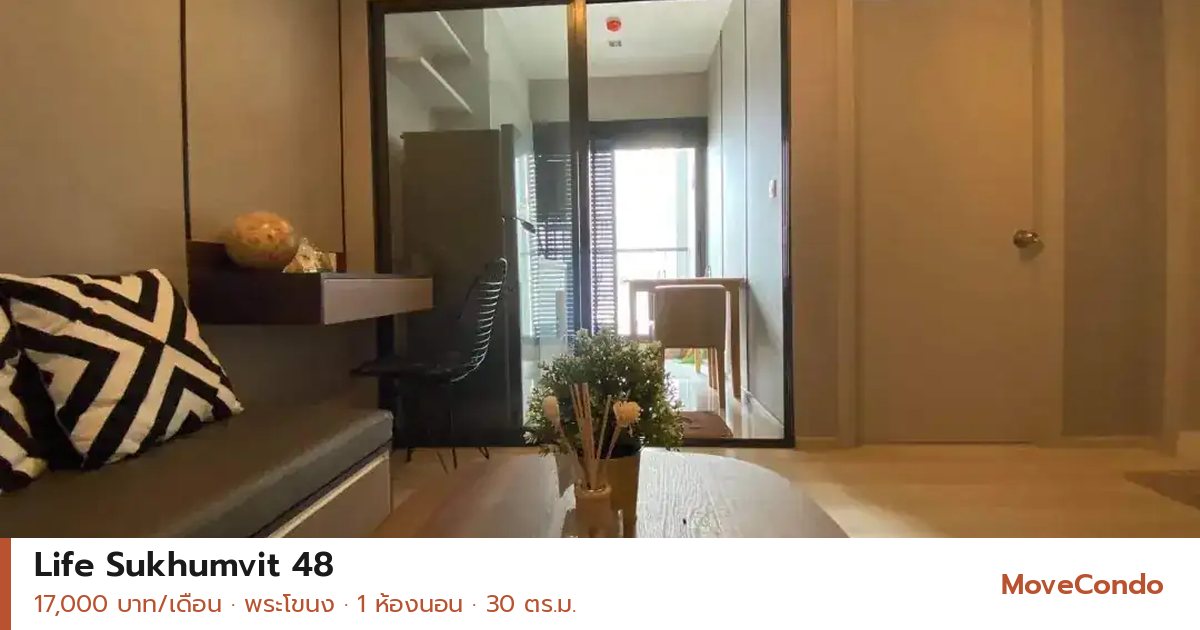 Life Sukhumvit 48
17,000 บาท/เดือน · พระโขนง · 1 ห้องนอน · 30 ตร.ม.
MoveCondo